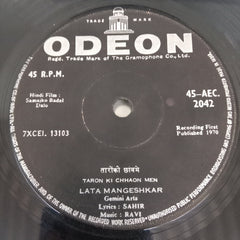 TRADE MARK
ODEON
Regd. Trade Mark of The Gramophone Co., Ltd.
45 R.P.M.
45-AEC.
2042
Hindi Film :
Samajko Badal
Dalo
Recording First
Published 1970
7XCEI. 13103
तारोंकी छावमें
TARON KI CHHAON MEN
LATA MANGESHKAR
Gemini Arts
Lyrics : SAHIR
Music : RAVI